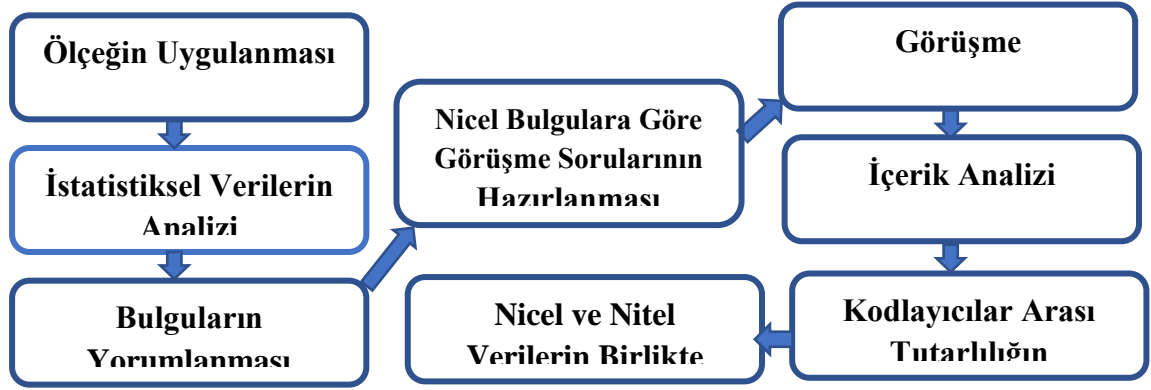 Ölçeğin Uygulanması
İstatistiksel Verilerin
Analizi
Bulguların
Yorumlanması
Nicel Bulgulara Göre
Görüşme Sorularının
Hazırlanması
Görüşme
İçerik Analizi
Kodlayıcılar Arası
Tutarlılığın
Nicel ve Nitel
Verilerin Birlikte